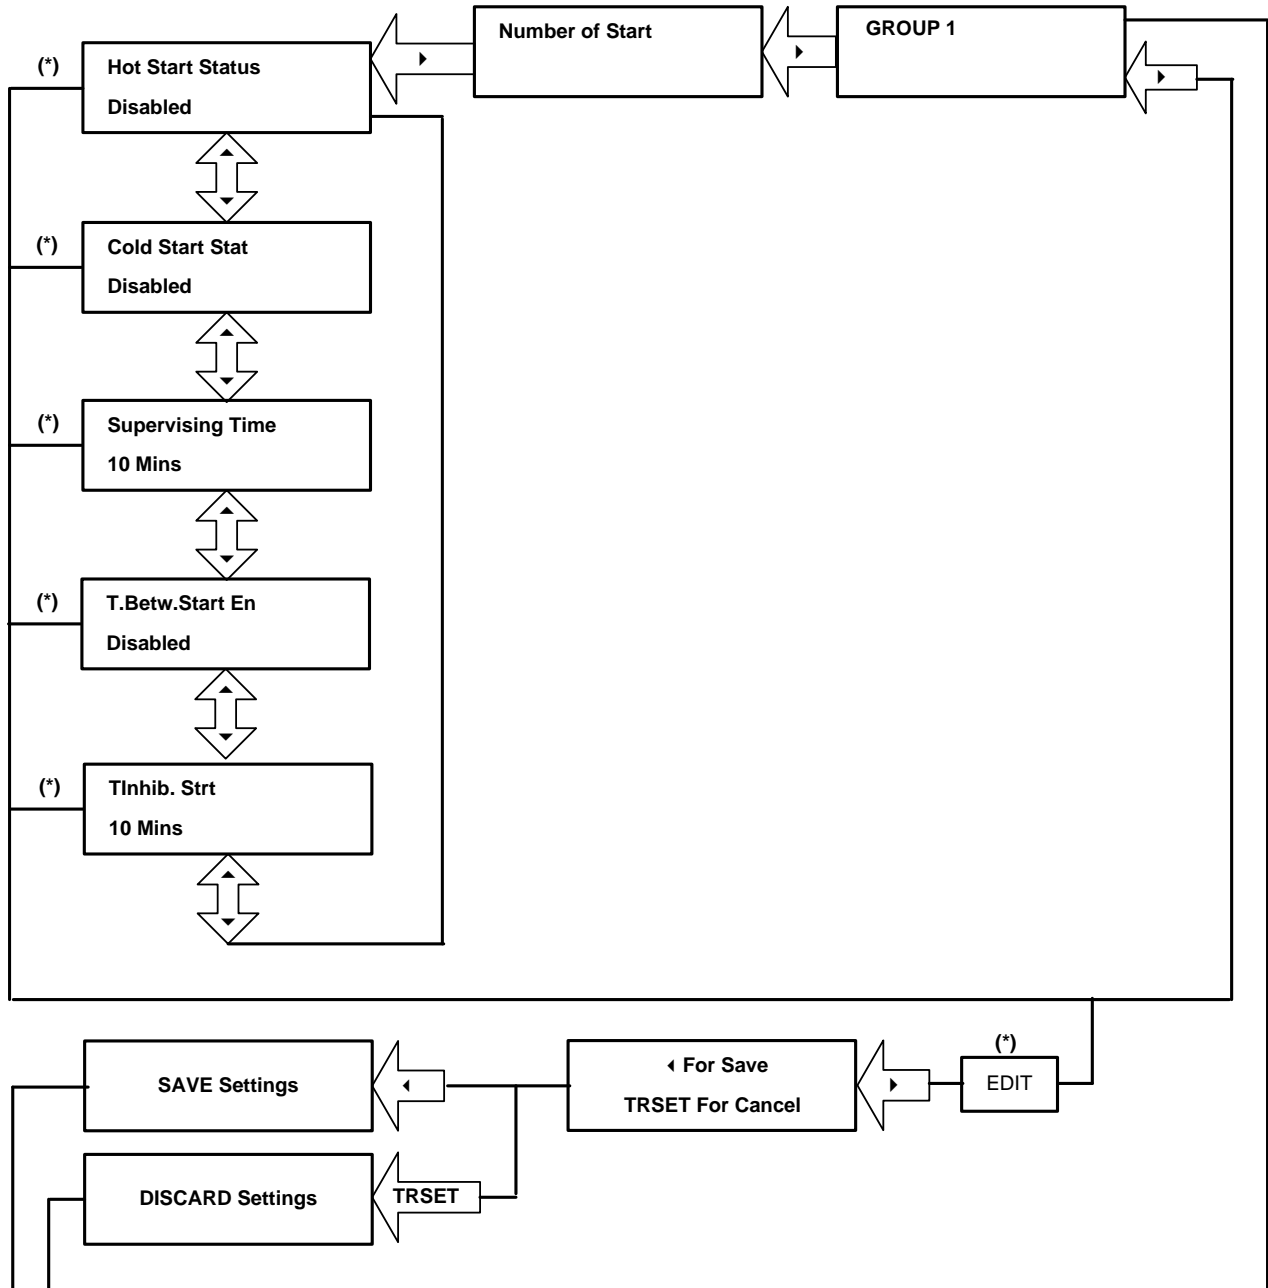 Number of Start
GROUP 1
(*)
Hot Start Status
Disabled
(*)
Cold Start Stat
Disabled
(*)
Supervising Time
10 Mins
(*)
T.Betw.Start En
Disabled
(*)
TInhib. Strt
10 Mins
(*)
SAVE Settings
For Save
TRSET For Cancel
EDIT
DISCARD Settings
TRSET